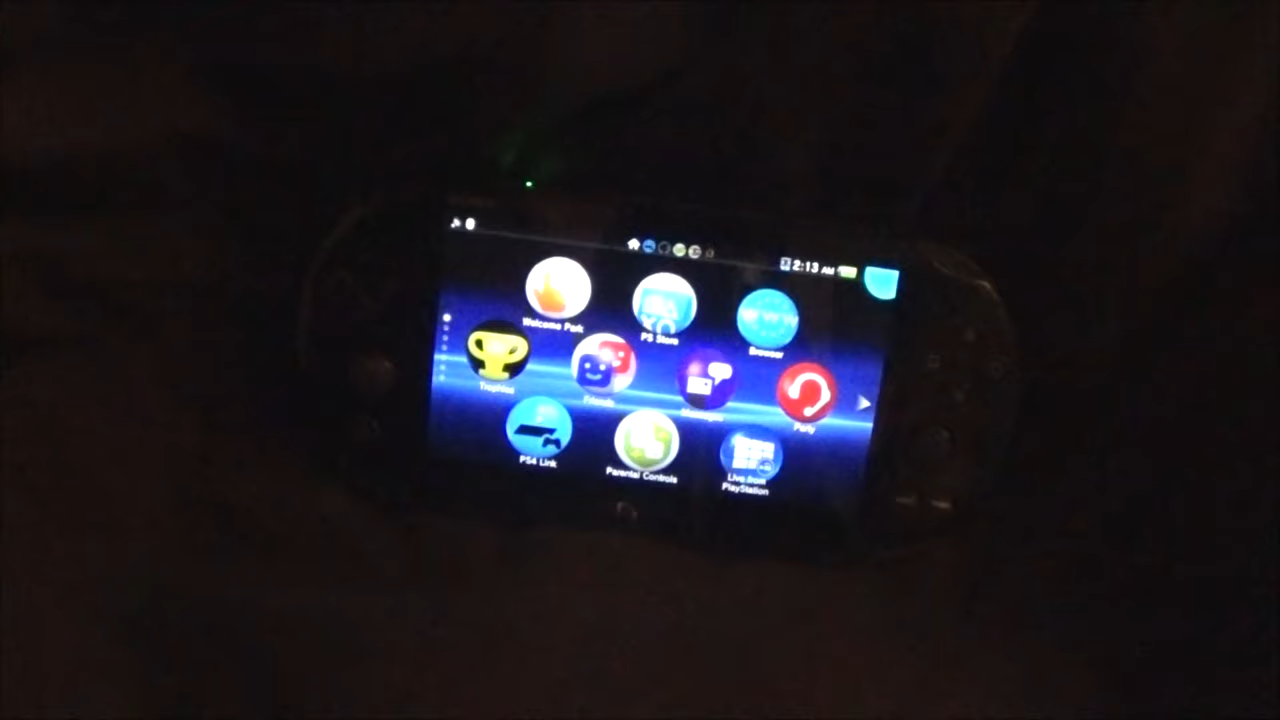 2:13 AM
Welcome Park
PS Store
Browser
Trophies
Friends
Messages
Party
PS4 Link
Parental Controls
Live from
PlayStation